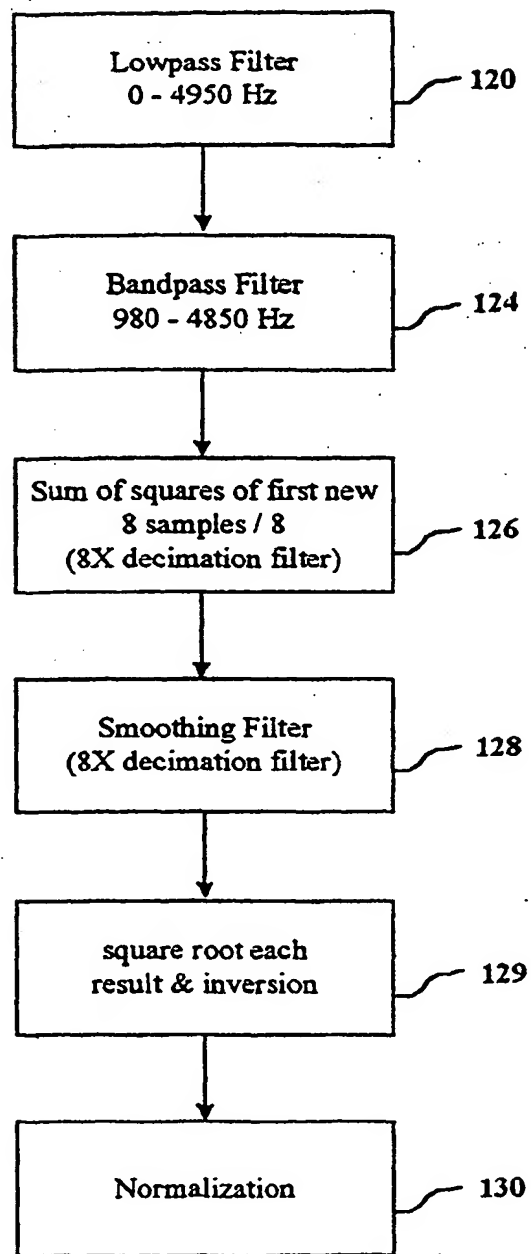 Lowpass Filter
0 - 4950 Hz
120
Bandpass Filter
980 - 4850 Hz
124
Sum of squares of first new
8 samples / 8
(8X decimation filter)
126
Smoothing Filter
(8X decimation filter)
128
square root each
result & inversion
129
Normalization
130